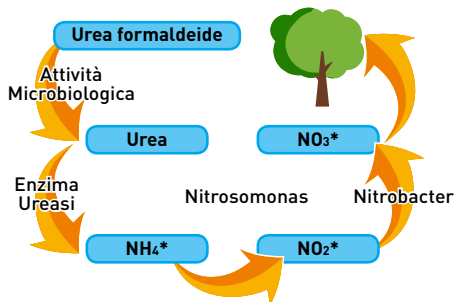 Urea formaldeide
Attività
Microbiologica
Urea
NO₃*
Enzima
Ureasi
Nitrosomonas
Nitrobacter
NH₄*
NO₂*